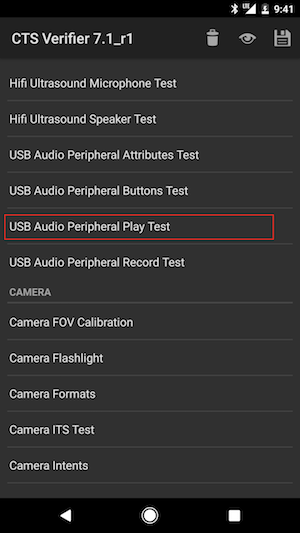 LTE 9:41
CTS Verifier 7.1_r1
Hifi Ultrasound Microphone Test
Hifi Ultrasound Speaker Test
USB Audio Peripheral Attributes Test
USB Audio Peripheral Buttons Test
USB Audio Peripheral Play Test
USB Audio Peripheral Record Test
CAMERA
Camera FOV Calibration
Camera Flashlight
Camera Formats
Camera ITS Test
Camera Intents